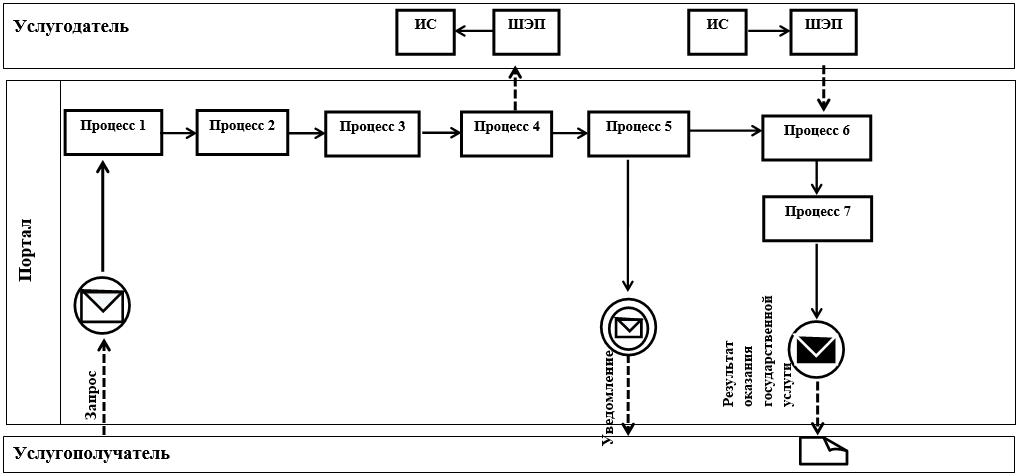 Услугодатель
ИС
ШЭП
ИС
ШЭП
Портал
Процесс 1
Процесс 2
Процесс 3
Процесс 4
Процесс 5
Процесс 6
Процесс 7
Запрос
Уведомление
Результат
оказания
государственной
услуги
Услугополучатель